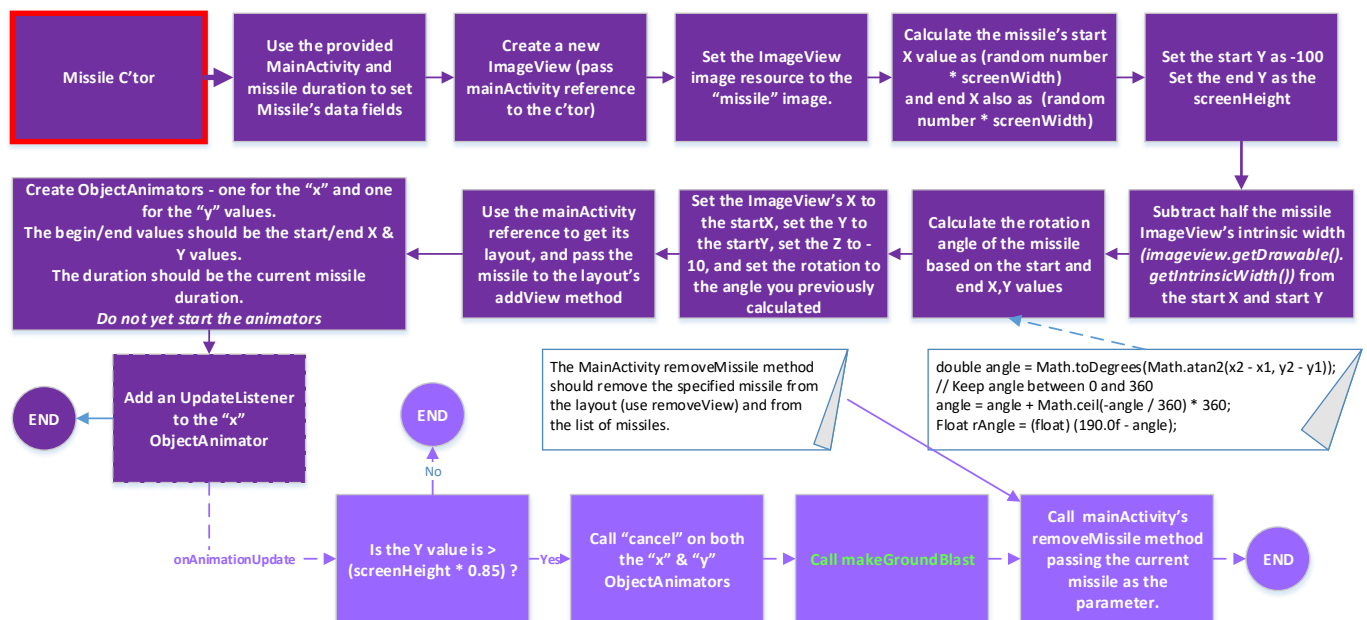 Missile C'tor
Use the provided
MainActivity and
missile duration to set
Missile's data fields
Create a new
ImageView (pass
mainActivity reference
to the c'tor)
Set the ImageView
image resource to the
“missile” image.
Calculate the missile's start
X value as (random number
* screenWidth)
and end X also as (random
number * screenWidth)
Set the start Y as -100
Set the end Y as the
screenHeight
Create ObjectAnimators - one for the “x” and one
for the “y” values.
The begin/end values should be the start/end X &
Y values.
The duration should be the current missile
duration.
Do not yet start the animators
Use the mainActivity
reference to get its
layout, and pass the
missile to the layout's
addView method
Set the ImageView's X to
the startX, set the Y to
the startY, set the Z to -
10, and set the rotation to
the angle you previously
calculated
Calculate the rotation
angle of the missile
based on the start and
end X,Y values
Subtract half the missile
ImageView's intrinsic width
(imageview.getDrawable().
getIntrinsicWidth()) from
the start X and start Y
END
Add an UpdateListener
to the “x”
ObjectAnimator
END
The MainActivity removeMissile method
should remove the specified missile from
the layout (use removeView) and from
the list of missiles.
double angle = Math.toDegrees(Math.atan2(x2 - x1, y2 - y1));
// Keep angle between 0 and 360
angle = angle + Math.ceil(-angle / 360) * 360;
Float rAngle = (float) (190.0f - angle);
No
onAnimationUpdate
Is the Y value is >
(screenHeight * 0.85) ?
Yes
Call “cancel” on both
the “x” & “y”
ObjectAnimators
Call makeGroundBlast
Call mainActivity's
removeMissile method
passing the current
missile as the
parameter.
END